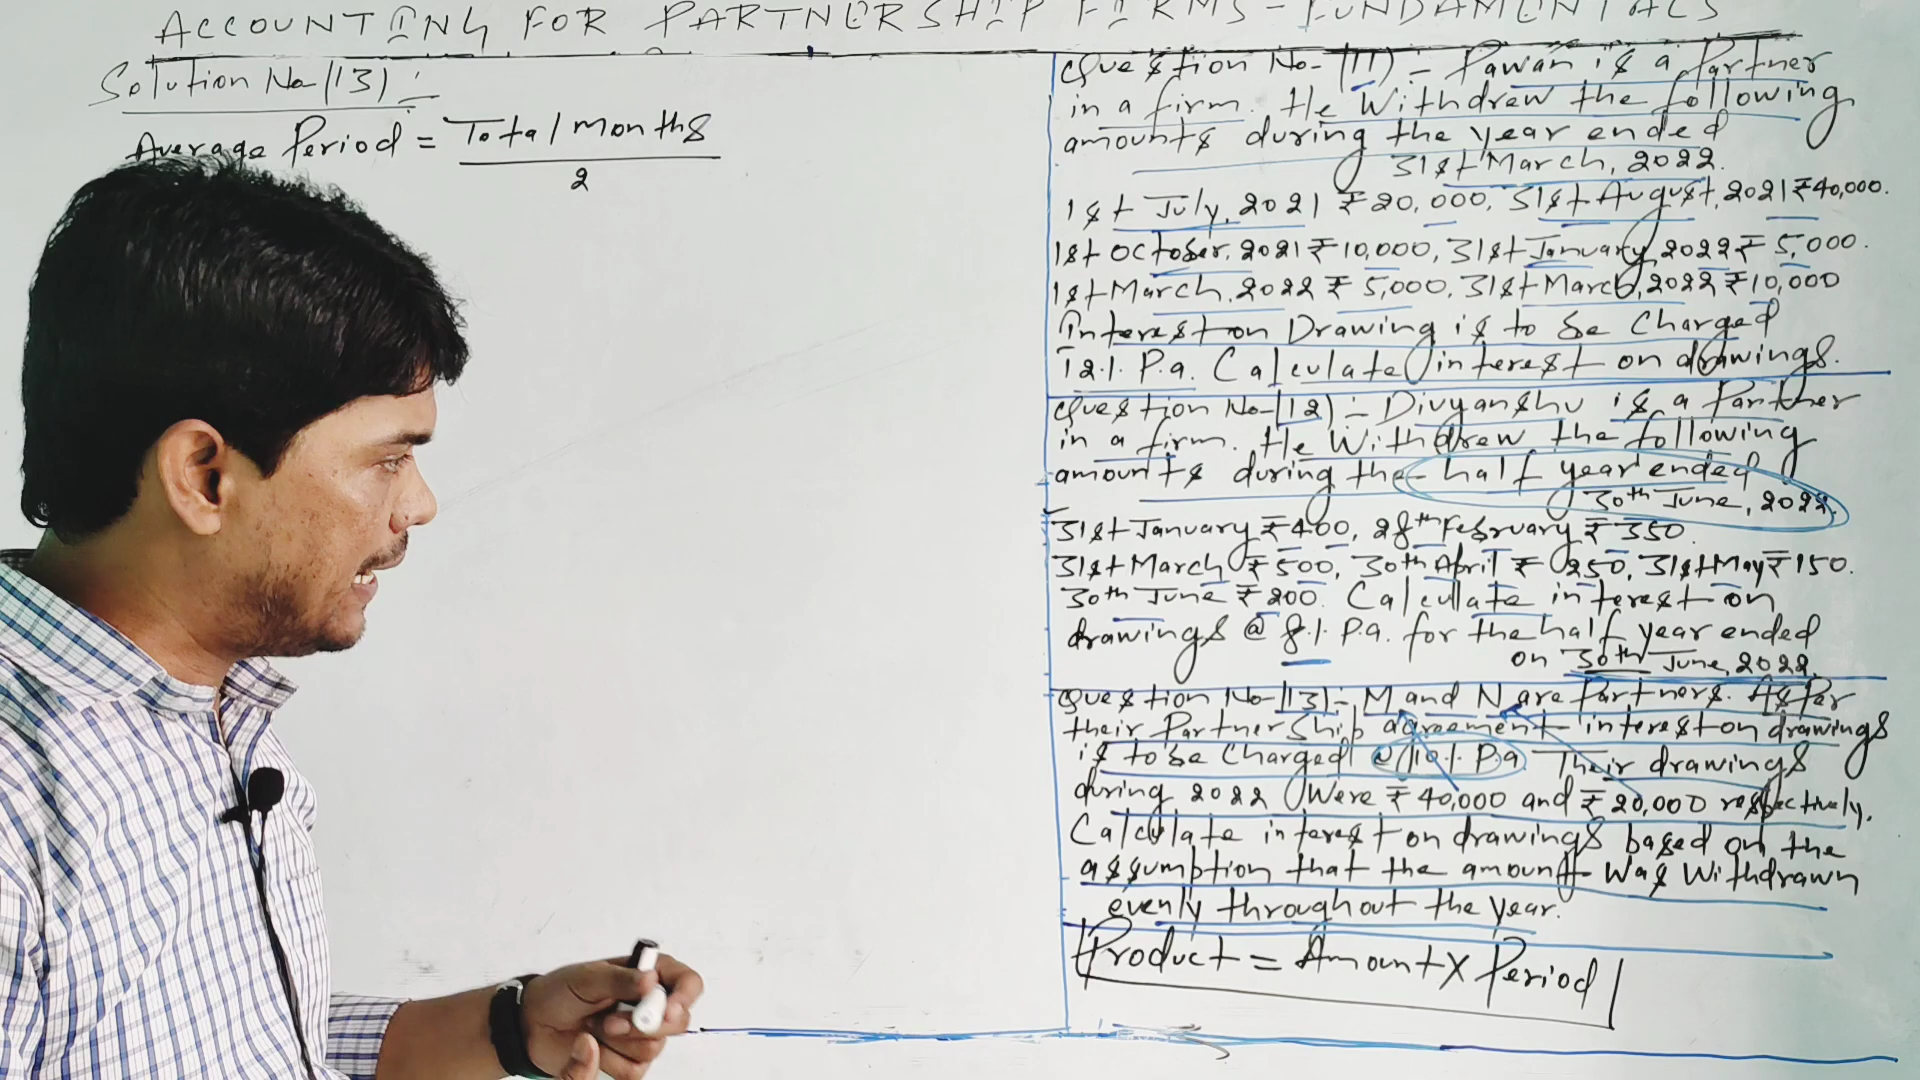 ACCOUNTING FOR PARTNERSHIP FIRMS - FUNDAMENTALS
Solution No (13) :-
Average Period = Total months
2
Question No-(11) :- Pawan is a Partner
in a firm. He Withdrew the following
amounts during the year ended
31st March, 2022.
1st July, 2021 ₹ 20,000, 31st August, 2021 ₹40,000.
1st October, 2021 ₹ 10,000, 31st January, 2022 ₹ 5,000.
1st March, 2022 ₹ 5,000, 31st March, 2022 ₹10,000
Interest on Drawing is to be Charged
12% P.a. Calculate interest on drawings.
Question No-(12) :- Divyanshu is a Partner
in a firm. He Withdrew the following
amounts during the half year ended
30th June, 2022.
31st January ₹ 400, 28th February ₹ 350.
31st March ₹ 500, 30th April ₹ 250, 31st May ₹ 150.
30th June ₹ 200. Calculate interest on
drawings @ 8% P.a. for the half year ended
on 30th June, 2022.
Question No-(13) :- M and N are Partners. As Per
their Partnership agreement interest on drawings
is to be Charged @ 10% P.a. Their drawings
during 2022 Were ₹ 40,000 and ₹ 20,000 respectively.
Calculate interest on drawings based on the
assumption that the amount Was Withdrawn
evenly throughout the year.
Product = Amount X Period